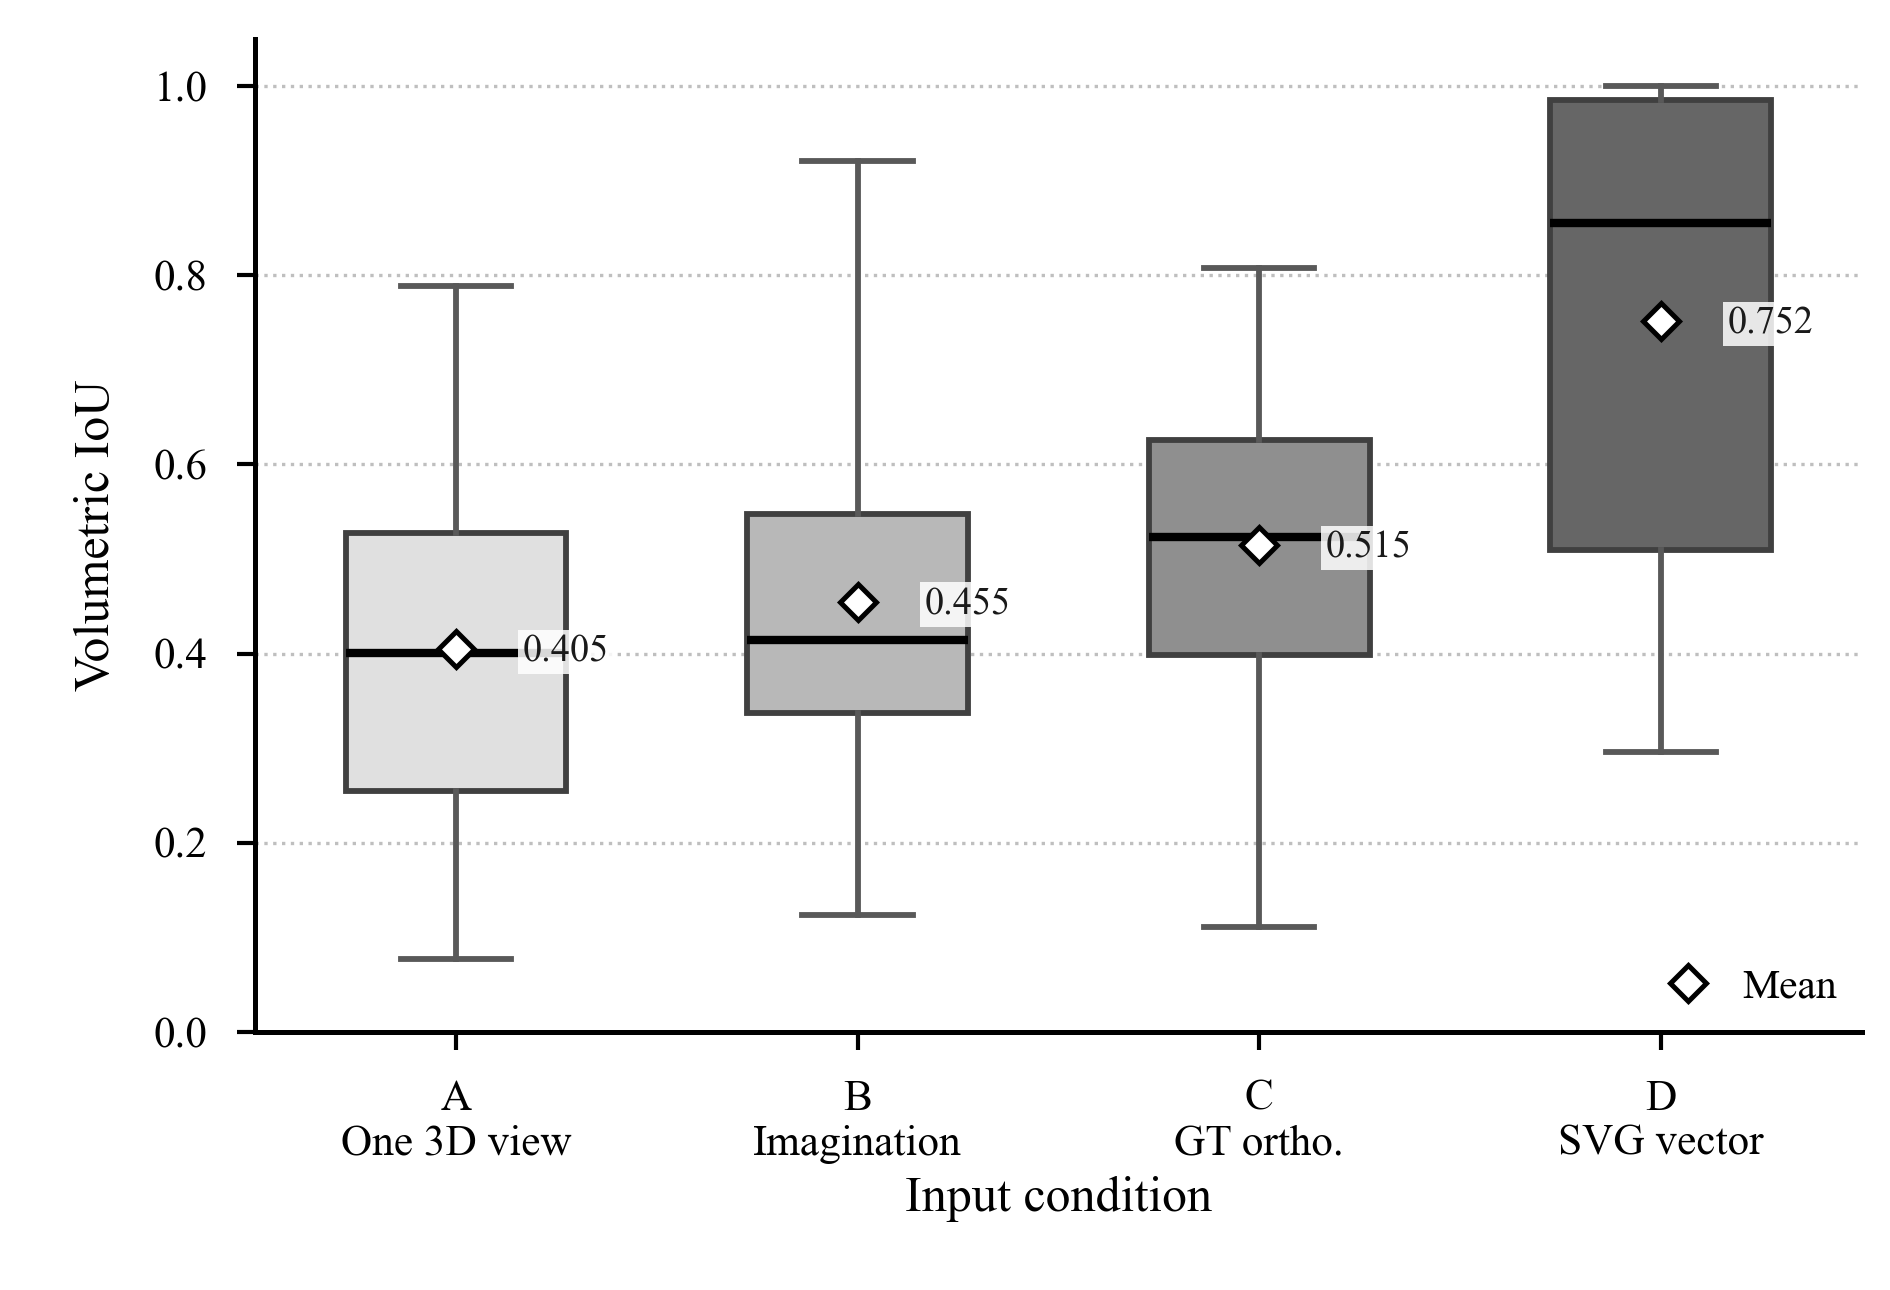 Volumetric IoU
1.0
0.8
0.6
0.4
0.2
0.0
0.405
0.455
0.515
0.752
Mean
A
One 3D view
B
Imagination
C
GT ortho.
D
SVG vector
Input condition